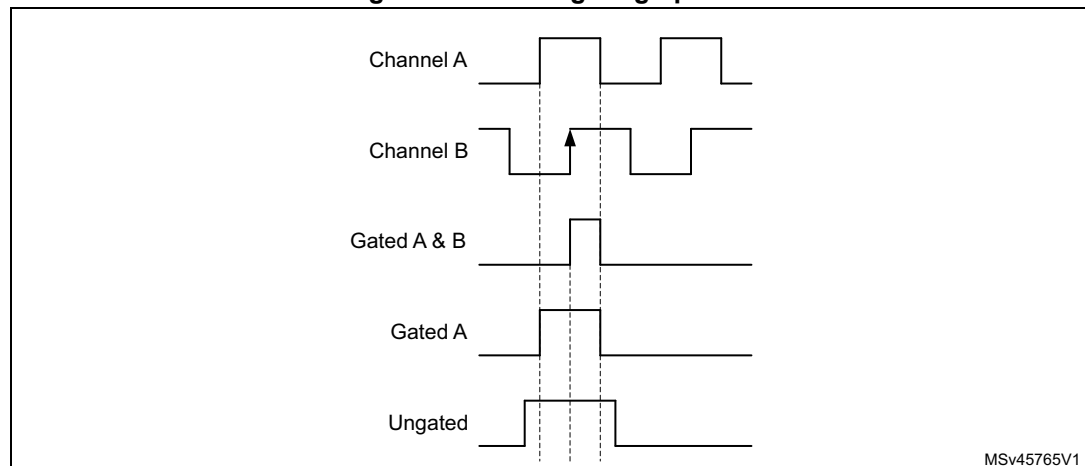 Channel A
Channel B
Gated A & B
Gated A
Ungated
MSv45765V1